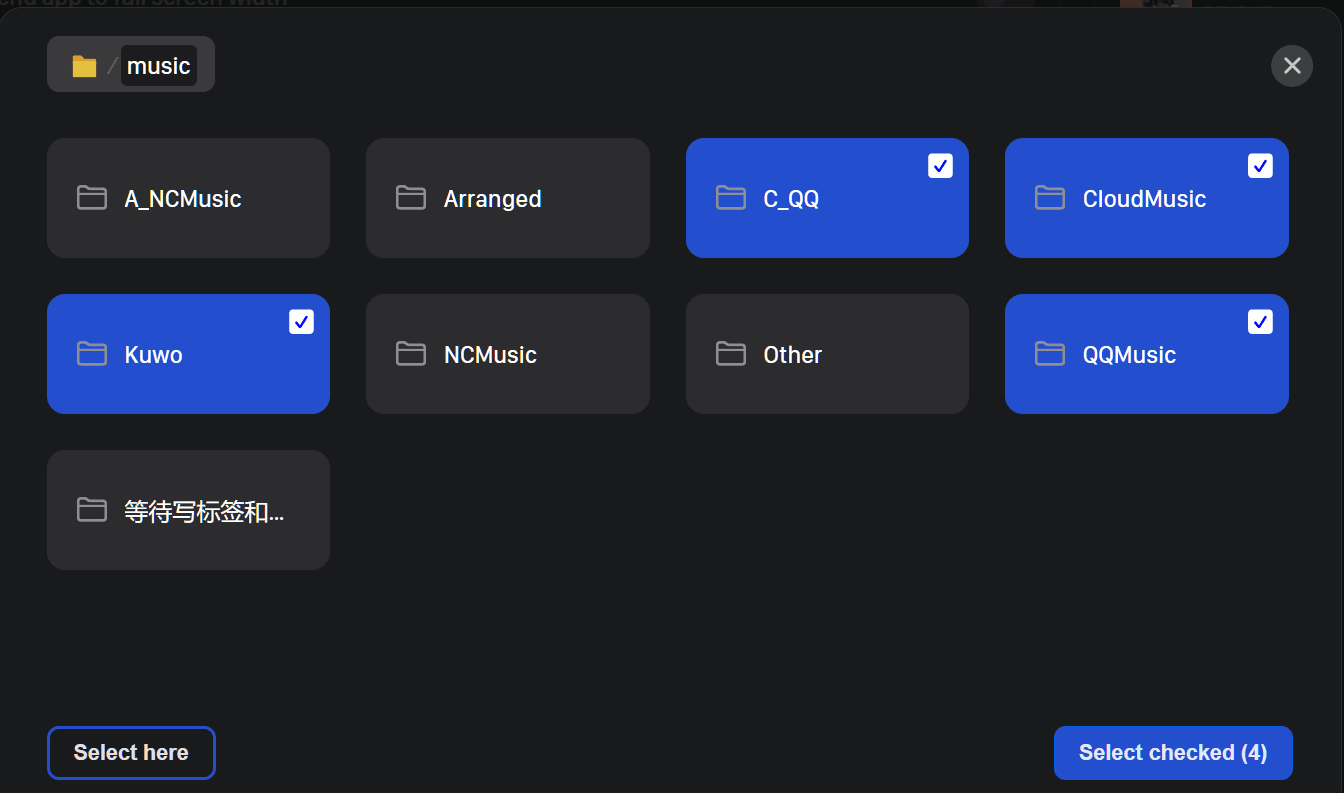 / music
A_NCMusic
Arranged
C_QQ
CloudMusic
Kuwo
NCMusic
Other
QQMusic
等待写标签和...
Select here
Select checked (4)